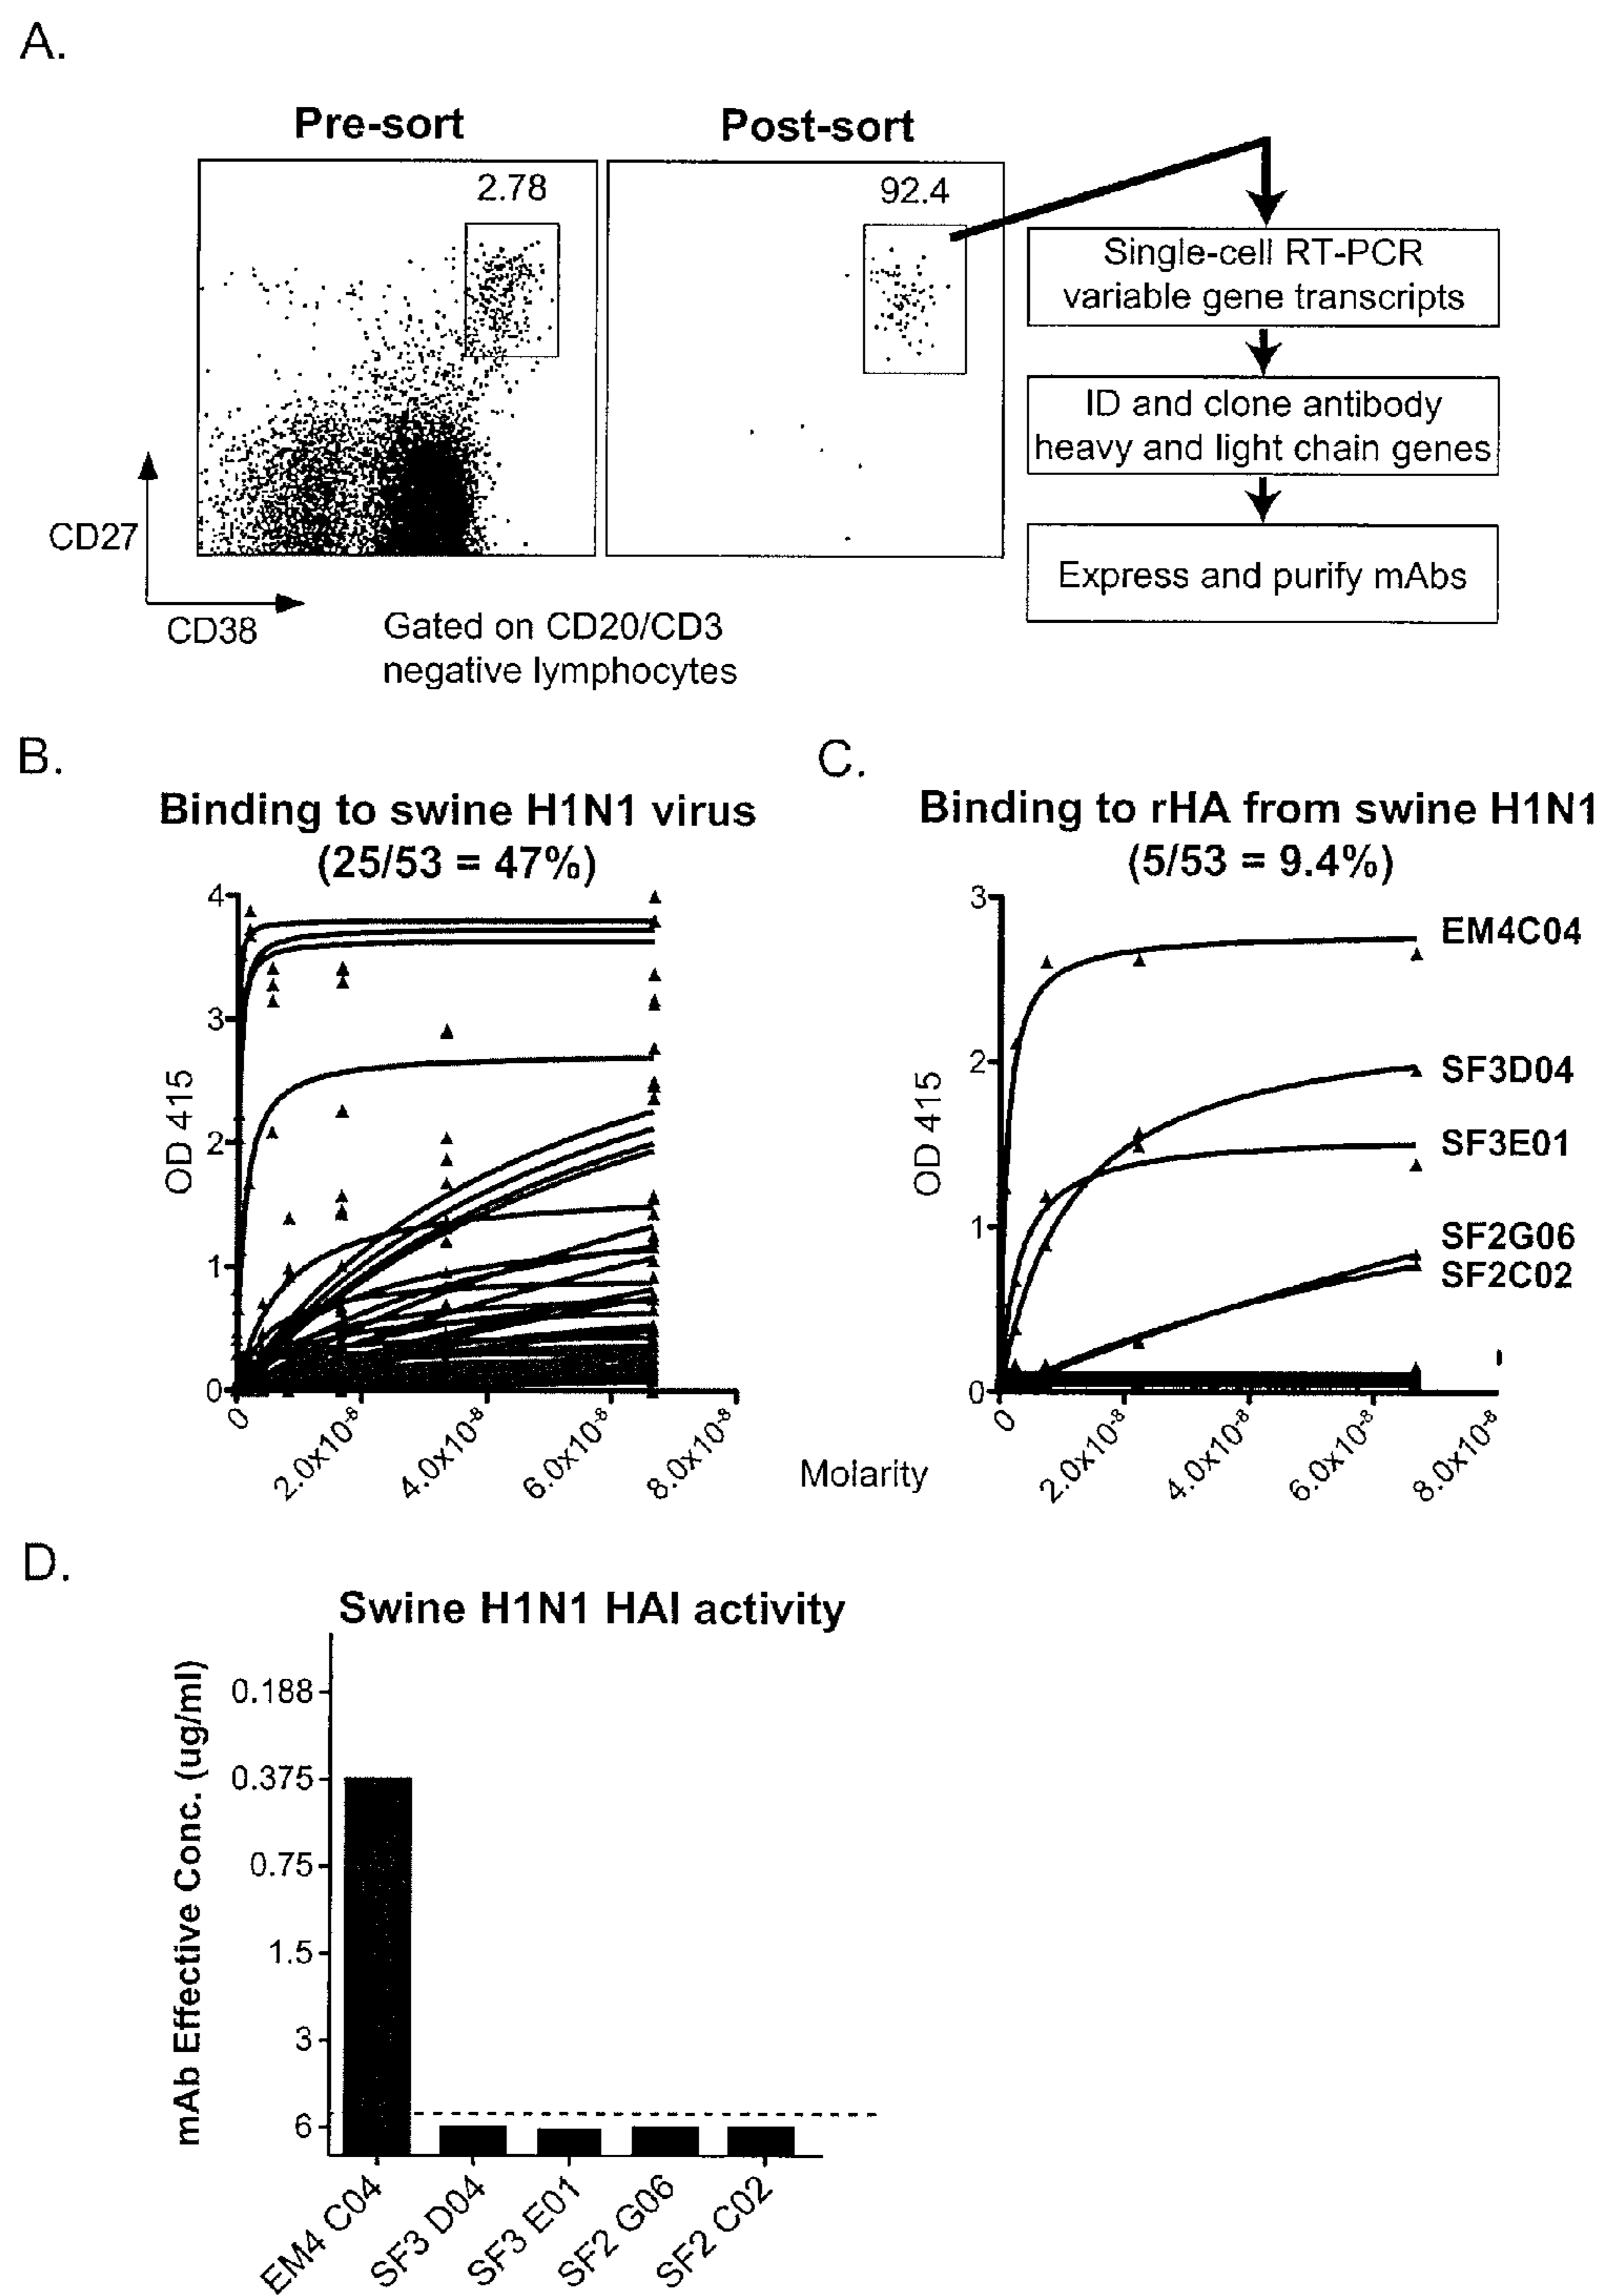 A.
Pre-sort
Post-sort
2.78
92.4
Single-cell RT-PCR
variable gene transcripts
ID and clone antibody
heavy and light chain genes
Express and purify mAbs
CD27
CD38
Gated on CD20/CD3
negative lymphocytes
B.
Binding to swine H1N1 virus
(25/53 = 47%)
4
3
2
1
0
OD 415
0
2.0x10⁻⁸
4.0x10⁻⁸
6.0x10⁻⁸
8.0x10⁻⁸
Molarity
C.
Binding to rHA from swine H1N1
(5/53 = 9.4%)
3
2
1
0
OD 415
EM4C04
SF3D04
SF3E01
SF2G06
SF2C02
0
2.0x10⁻⁸
4.0x10⁻⁸
6.0x10⁻⁸
8.0x10⁻⁸
D.
Swine H1N1 HAI activity
mAb Effective Conc. (ug/ml)
0.188
0.375
0.75
1.5
3
6
EM4 C04
SF3 D04
SF3 E01
SF2 G06
SF2 C02